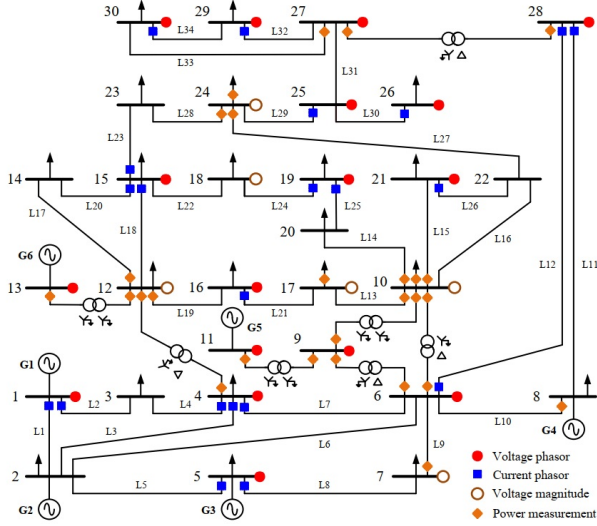 30 29 27 28
L34 L32
L33
L31
23 24 25 26
L28 L29 L30
L23 L27
14 15 18 19 21 22
L20 L22 L24 L25 L26
L17 L18 L15 L16 L12 L11
20
L14
G6
13 12 16 17 10
L19 L21 L13
G5
11 9
G1
1 3 4 6 8
L2 L4 L7 L10
G4
L1 L3 L6 L9
2 5 7
L5 L8
G2 G3
Voltage phasor
Current phasor
Voltage magnitude
Power measurement